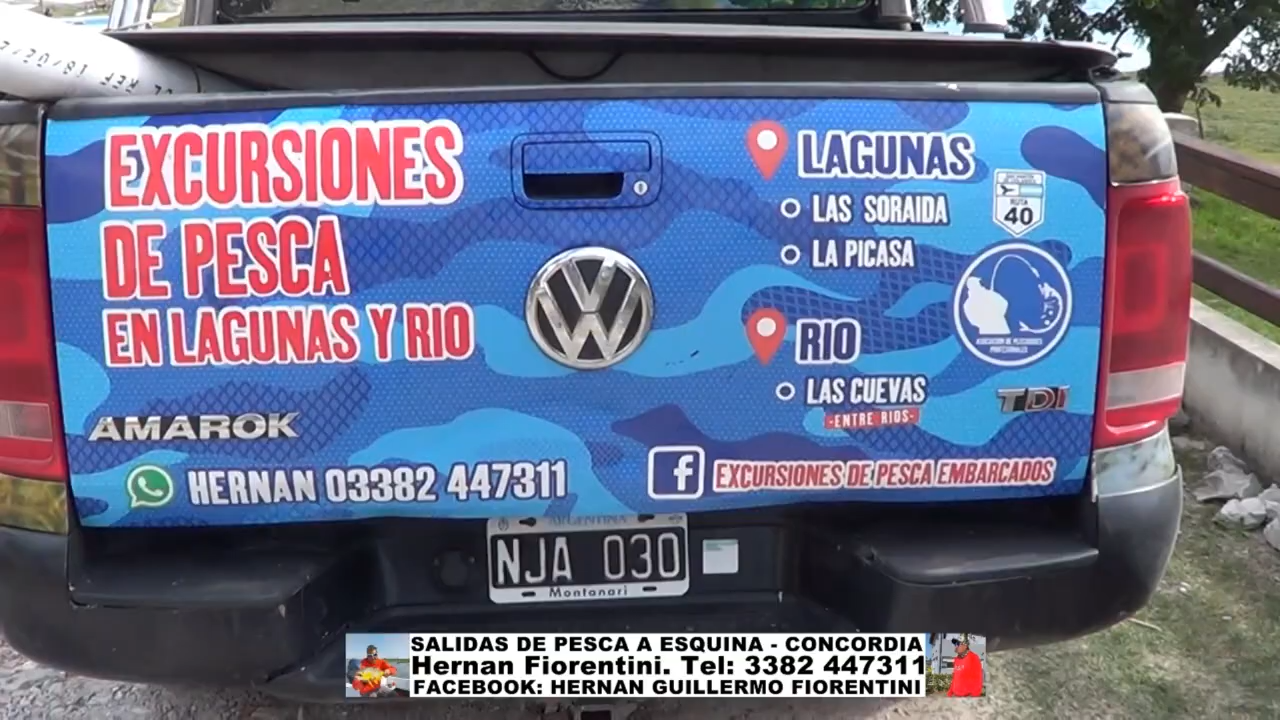 EXCURSIONES
DE PESCA
EN LAGUNAS Y RIO
AMAROK
HERNAN 03382 447311
LAGUNAS
LAS SORAIDA
LA PICASA
RUTA
40
RIO
LAS CUEVAS
-ENTRE RIOS-
TDI
f EXCURSIONES DE PESCA EMBARCADOS
ARGENTINA
NJA 030
Montanari
SALIDAS DE PESCA A ESQUINA - CONCORDIA
Hernan Fiorentini. Tel: 3382 447311
FACEBOOK: HERNAN GUILLERMO FIORENTINI